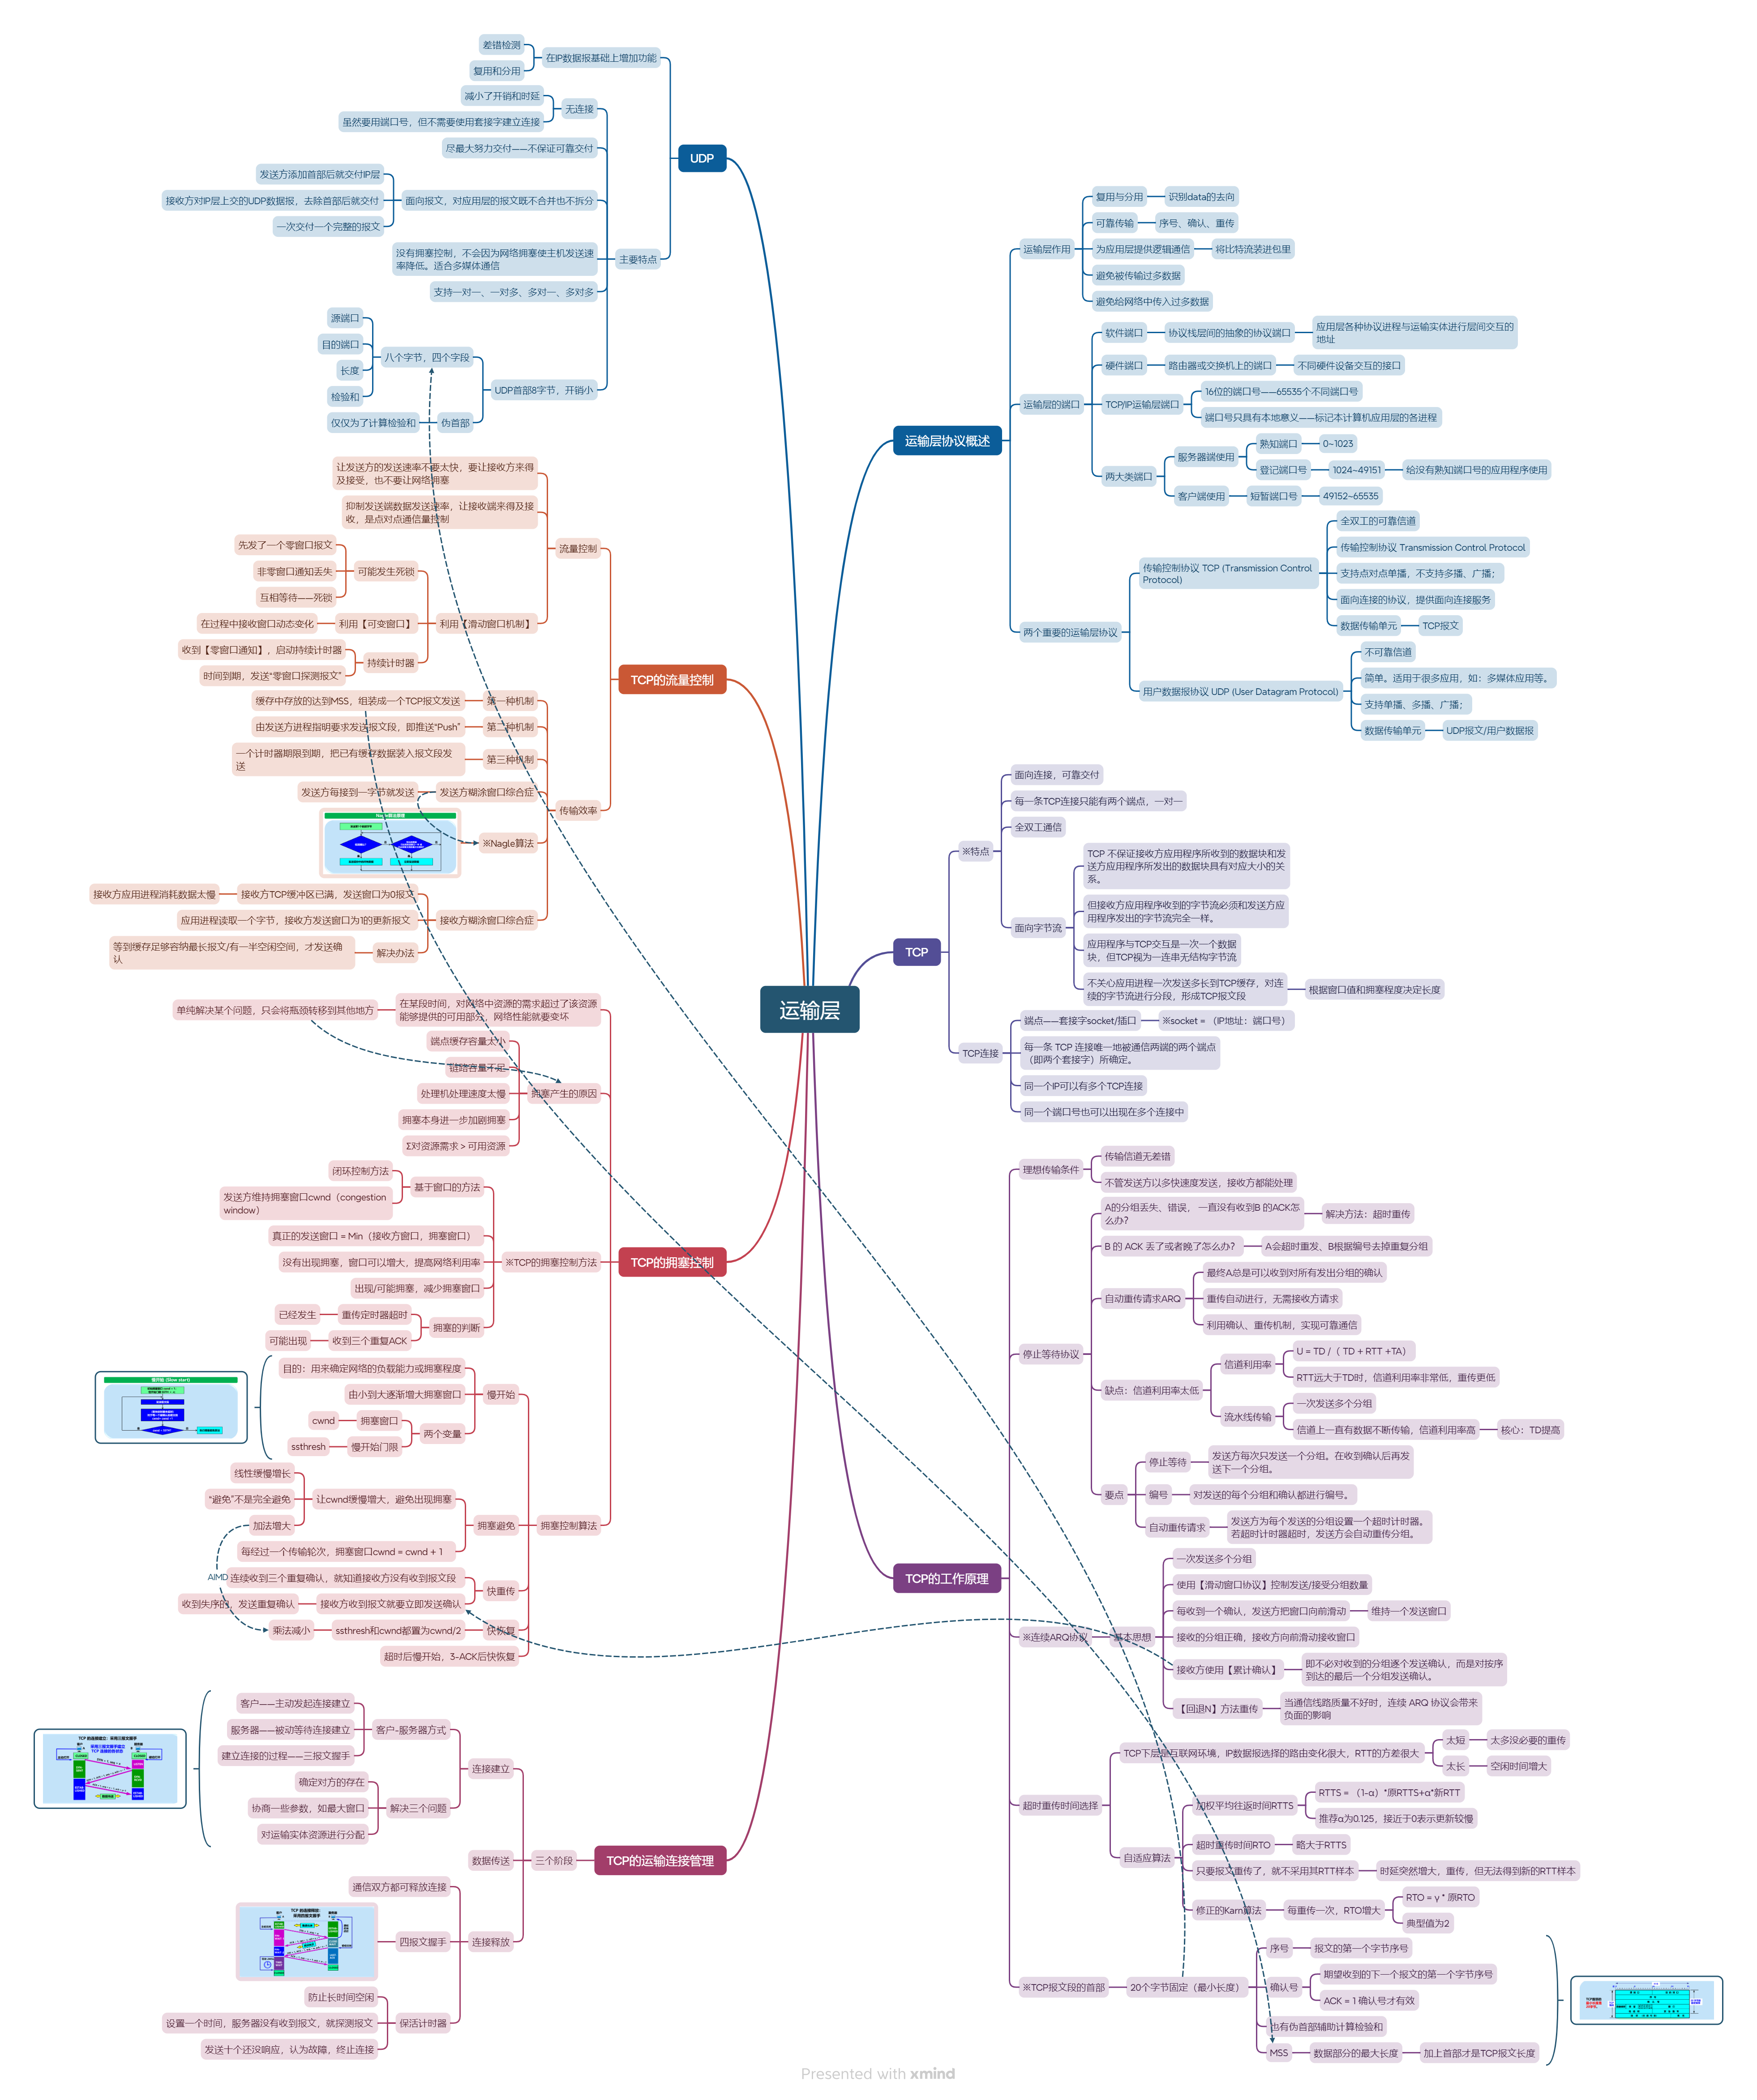 运输层
运输层协议概述
运输层作用
复用与分用
识别data的去向
可靠传输
序号、确认、重传
为应用层提供逻辑通信
将比特流装进包里
避免被传输过多数据
避免给网络中传入过多数据
运输层的端口
软件端口
协议栈层间的抽象的协议端口
应用层各种协议进程与运输实体进行层间交互的
地址
硬件端口
路由器或交换机上的端口
不同硬件设备交互的接口
TCP/IP运输层端口
16位的端口号——65535个不同端口号
端口号只具有本地意义——标记本计算机应用层的各进程
两大类端口
服务器端使用
熟知端口
0~1023
登记端口号
1024~49151
给没有熟知端口号的应用程序使用
客户端使用
短暂端口号
49152~65535
两个重要的运输层协议
传输控制协议 TCP (Transmission Control
Protocol)
全双工的可靠信道
传输控制协议 Transmission Control Protocol
支持点对点单播，不支持多播、广播；
面向连接的协议，提供面向连接服务
数据传输单元
TCP报文
用户数据报协议 UDP (User Datagram Protocol)
不可靠信道
简单。适用于很多应用，如：多媒体应用等。
支持单播、多播、广播；
数据传输单元
UDP报文/用户数据报
TCP
※特点
面向连接，可靠交付
每一条TCP连接只能有两个端点，一对一
全双工通信
面向字节流
TCP 不保证接收方应用程序所收到的数据块和发
送方应用程序所发出的数据块具有对应大小的关
系。
但接收方应用程序收到的字节流必须和发送方应
用程序发出的字节流完全一样。
应用程序与TCP交互是一次一个数据
块，但TCP视为一连串无结构字节流
不关心应用进程一次发送多长到TCP缓存，对连
续的字节流进行分段，形成TCP报文段
根据窗口值和拥塞程度决定长度
TCP连接
端点——套接字socket/插口
※socket = （IP地址：端口号）
每一条 TCP 连接唯一地被通信两端的两个端点
（即两个套接字）所确定。
同一个IP可以有多个TCP连接
同一个端口号也可以出现在多个连接中
TCP的工作原理
理想传输条件
传输信道无差错
不管发送方以多快速度发送，接收方都能处理
停止等待协议
A的分组丢失、错误， 一直没有收到B 的ACK怎
么办？
解决方法：超时重传
B 的 ACK 丢了或者晚了怎么办？
A会超时重发、B根据编号去掉重复分组
自动重传请求ARQ
最终A总是可以收到对所有发出分组的确认
重传自动进行，无需接收方请求
利用确认、重传机制，实现可靠通信
缺点：信道利用率太低
信道利用率
U = TD /（ TD + RTT +TA）
RTT远大于TD时，信道利用率非常低，重传更低
流水线传输
一次发送多个分组
信道上一直有数据不断传输，信道利用率高
核心：TD提高
要点
停止等待
发送方每次只发送一个分组。在收到确认后再发
送下一个分组。
编号
对发送的每个分组和确认都进行编号。
自动重传请求
发送方为每个发送的分组设置一个超时计时器。
若超时计时器超时，发送方会自动重传分组。
※连续ARQ协议
基本思想
一次发送多个分组
使用【滑动窗口协议】控制发送/接受分组数量
每收到一个确认，发送方把窗口向前滑动
维持一个发送窗口
接收的分组正确，接收方向前滑动接收窗口
接收方使用【累计确认】
即不必对收到的分组逐个发送确认，而是对按序
到达的最后一个分组发送确认。
【回退N】方法重传
当通信线路质量不好时，连续 ARQ 协议会带来
负面的影响
超时重传时间选择
TCP下层是互联网环境，IP数据报选择的路由变化很大，RTT的方差很大
太短
太多没必要的重传
太长
空闲时间增大
自适应算法
加权平均往返时间RTTS
RTTS = （1-α）*原RTTS+α*新RTT
推荐α为0.125，接近于0表示更新较慢
超时重传时间RTO
略大于RTTS
只要报文重传了，就不采用其RTT样本
时延突然增大，重传，但无法得到新的RTT样本
修正的Karn算法
每重传一次，RTO增大
RTO = γ * 原RTO
典型值为2
※TCP报文段的首部
20个字节固定（最小长度）
序号
报文的第一个字节序号
确认号
期望收到的下一个报文的第一个字节序号
ACK = 1 确认号才有效
也有伪首部辅助计算检验和
MSS
数据部分的最大长度
加上首部才是TCP报文长度
UDP
在IP数据报基础上增加功能
差错检测
复用和分用
主要特点
无连接
减小了开销和时延
虽然要用端口号，但不需要使用套接字建立连接
尽最大努力交付——不保证可靠交付
面向报文，对应用层的报文既不合并也不拆分
发送方添加首部后就交付IP层
接收方对IP层上交的UDP数据报，去除首部后就交付
一次交付一个完整的报文
没有拥塞控制，不会因为网络拥塞使主机发送速
率降低。适合多媒体通信
支持一对一、一对多、多对一、多对多
UDP首部8字节，开销小
八个字节，四个字段
源端口
目的端口
长度
检验和
伪首部
仅仅为了计算检验和
TCP的流量控制
流量控制
让发送方的发送速率不要太快，要让接收方来得
及接受，也不要让网络拥塞
抑制发送端数据发送速率，让接收端来得及接
收，是点对点通信量控制
利用【滑动窗口机制】
可能发生死锁
先发了一个零窗口报文
非零窗口通知丢失
互相等待——死锁
利用【可变窗口】
在过程中接收窗口动态变化
持续计时器
收到【零窗口通知】，启动持续计时器
时间到期，发送“零窗口探测报文”
传输效率
第一种机制
缓存中存放的达到MSS，组装成一个TCP报文发送
第二种机制
由发送方进程指明要求发送报文段，即推送“Push”
第三种机制
一个计时器期限到期，把已有缓存数据装入报文段发
送
发送方糊涂窗口综合症
发送方每接到一字节就发送
※Nagle算法
接收方糊涂窗口综合症
接收方TCP缓冲区已满，发送窗口为0报文
接收方应用进程消耗数据太慢
应用进程读取一个字节，接收方发送窗口为1的更新报文
解决办法
等到缓存足够容纳最长报文/有一半空闲空间，才发送确
认
TCP的拥塞控制
在某段时间，对网络中资源的需求超过了该资源
能够提供的可用部分，网络性能就要变坏
单纯解决某个问题，只会将瓶颈转移到其他地方
拥塞产生的原因
端点缓存容量太小
链路容量不足
处理机处理速度太慢
拥塞本身进一步加剧拥塞
Σ对资源需求 > 可用资源
※TCP的拥塞控制方法
基于窗口的方法
闭环控制方法
发送方维持拥塞窗口cwnd（congestion
window）
真正的发送窗口 = Min（接收方窗口，拥塞窗口）
没有出现拥塞，窗口可以增大，提高网络利用率
出现/可能拥塞，减少拥塞窗口
拥塞的判断
重传定时器超时
已经发生
收到三个重复ACK
可能出现
拥塞控制算法
慢开始
目的：用来确定网络的负载能力或拥塞程度
由小到大逐渐增大拥塞窗口
两个变量
拥塞窗口
cwnd
慢开始门限
ssthresh
慢开始 (Slow start)
拥塞避免
让cwnd缓慢增大，避免出现拥塞
线性缓慢增长
“避免”不是完全避免
加法增大
每经过一个传输轮次，拥塞窗口cwnd = cwnd + 1
AIMD
快重传
连续收到三个重复确认，就知道接收方没有收到报文段
接收方收到报文就要立即发送确认
收到失序的，发送重复确认
快恢复
ssthresh和cwnd都置为cwnd/2
乘法减小
超时后慢开始，3-ACK后快恢复
TCP的运输连接管理
三个阶段
连接建立
客户-服务器方式
客户——主动发起连接建立
服务器——被动等待连接建立
建立连接的过程——三报文握手
解决三个问题
确定对方的存在
协商一些参数，如最大窗口
对运输实体资源进行分配
TCP 的连接建立：采用三报文握手
数据传送
连接释放
通信双方都可释放连接
四报文握手
保活计时器
防止长时间空闲
设置一个时间，服务器没有收到报文，就探测报文
发送十个还没响应，认为故障，终止连接
Presented with xmind